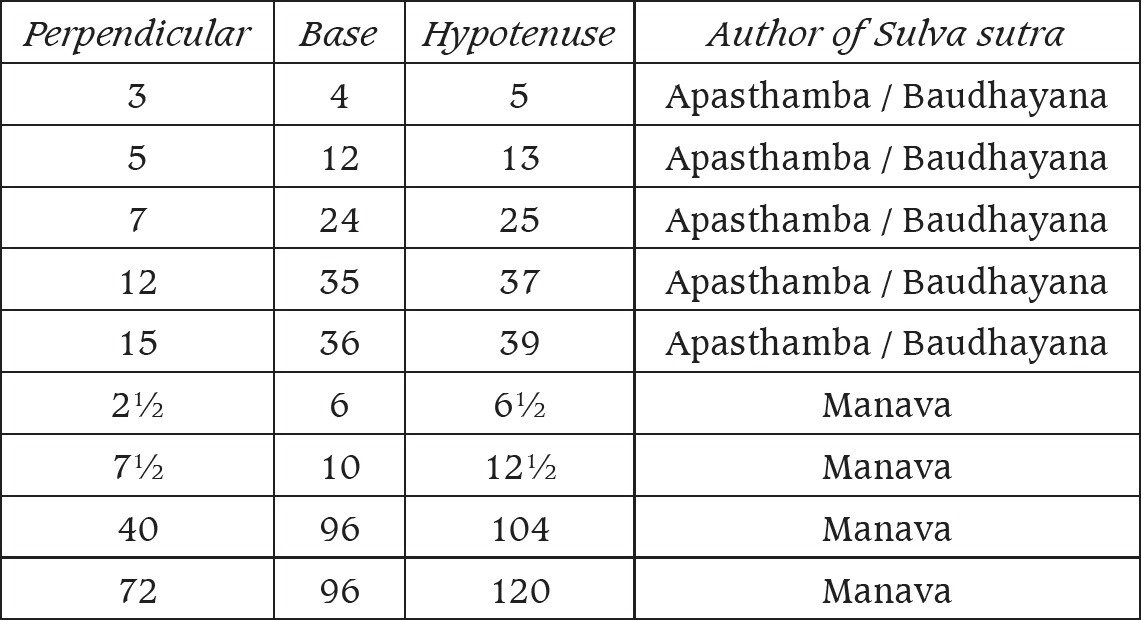 Perpendicular Base Hypotenuse Author of Sulva sutra
3 4 5 Apasthamba / Baudhayana
5 12 13 Apasthamba / Baudhayana
7 24 25 Apasthamba / Baudhayana
12 35 37 Apasthamba / Baudhayana
15 36 39 Apasthamba / Baudhayana
2½ 6 6½ Manava
7½ 10 12½ Manava
40 96 104 Manava
72 96 120 Manava